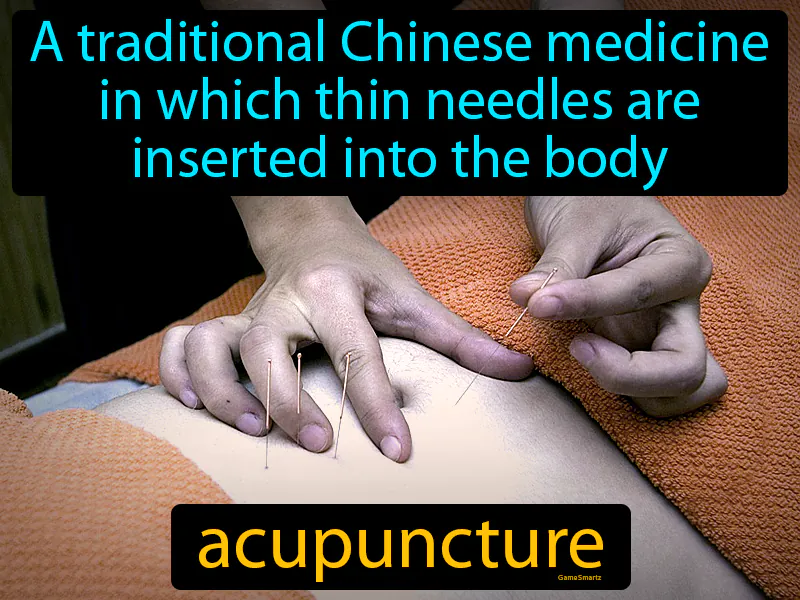 A traditional Chinese medicine
in which thin needles are
inserted into the body
acupuncture
GameSmartz